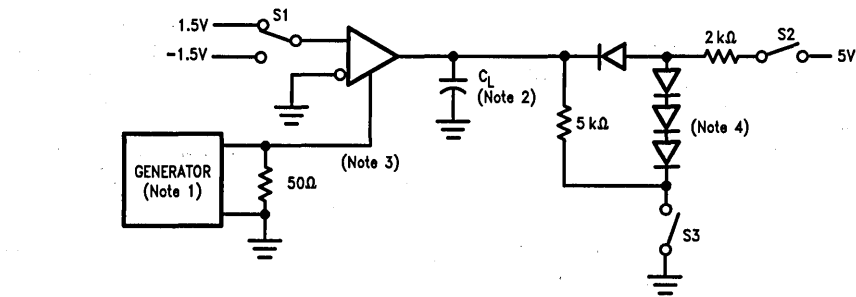 S1
1.5V
-1.5V
2 kΩ
S2
5V
CL
(Note 2)
5 kΩ
(Note 4)
(Note 3)
GENERATOR
(Note 1)
50Ω
S3